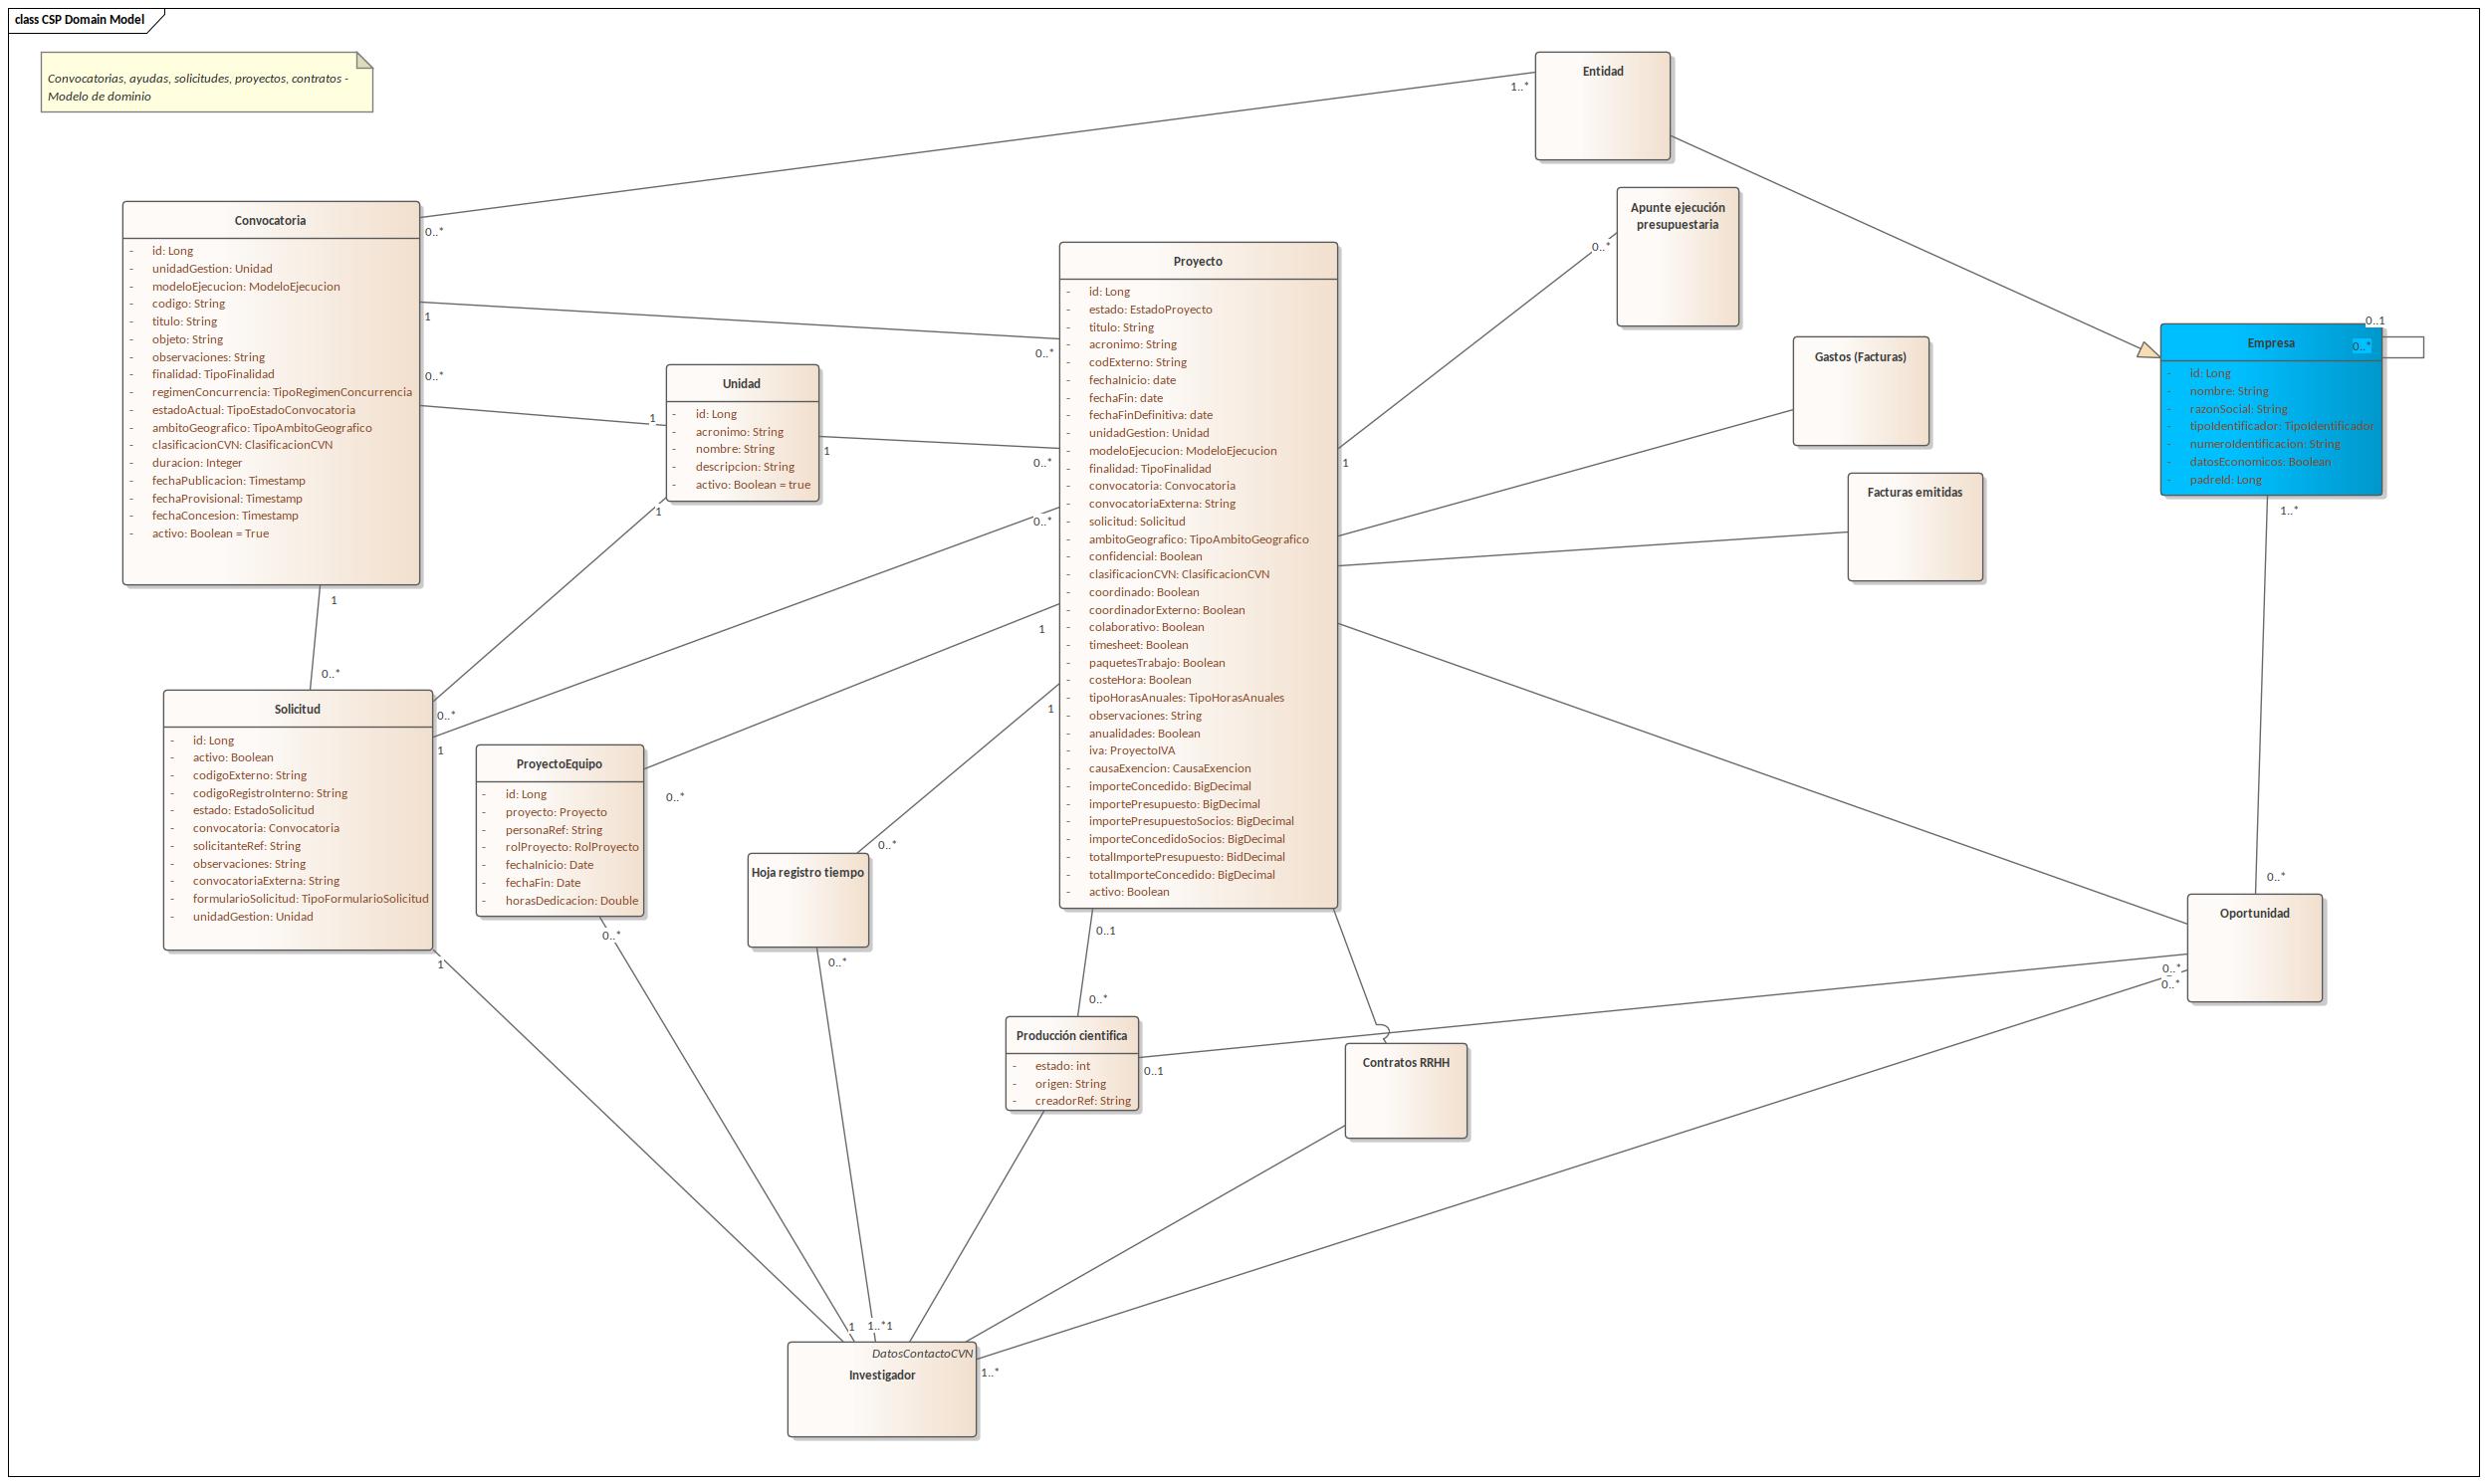 class CSP Domain Model
Convocatorias, ayudas, solicitudes, proyectos, contratos -
Modelo de dominio
Entidad
1..*
Convocatoria
- id: Long
- unidadGestion: Unidad
- modeloEjecucion: ModeloEjecucion
- codigo: String
- titulo: String
- objeto: String
- observaciones: String
- finalidad: TipoFinalidad
- regimenConcurrencia: TipoRegimenConcurrencia
- estadoActual: TipoEstadoConvocatoria
- ambitoGeografico: TipoAmbitoGeografico
- clasificacionCVN: ClasificacionCVN
- duracion: Integer
- fechaPublicacion: Timestamp
- fechaProvisional: Timestamp
- fechaConcesion: Timestamp
- activo: Boolean = True
0..*
1
0..*
1
0..*
Unidad
- id: Long
- acronimo: String
- nombre: String
- descripcion: String
- activo: Boolean = true
1
1
1
Proyecto
- id: Long
- estado: EstadoProyecto
- titulo: String
- acronimo: String
- codExterno: String
- fechaInicio: date
- fechaFin: date
- fechaFinDefinitiva: date
- unidadGestion: Unidad
- modeloEjecucion: ModeloEjecucion
- finalidad: TipoFinalidad
- convocatoria: Convocatoria
- convocatoriaExterna: String
- solicitud: Solicitud
- ambitoGeografico: TipoAmbitoGeografico
- confidencial: Boolean
- clasificacionCVN: ClasificacionCVN
- coordinado: Boolean
- coordinadorExterno: Boolean
- colaborativo: Boolean
- timesheet: Boolean
- paquetesTrabajo: Boolean
- costeHora: Boolean
- tipoHorasAnuales: TipoHorasAnuales
- observaciones: String
- anualidades: Boolean
- iva: ProyectoIVA
- causaExencion: CausaExencion
- importeConcedido: BigDecimal
- importePresupuesto: BigDecimal
- importePresupuestoSocios: BigDecimal
- importeConcedidoSocios: BigDecimal
- totalImportePresupuesto: BidDecimal
- totalImporteConcedido: BigDecimal
- activo: Boolean
0..*
0..*
0..*
1
1
1
0..1
Apunte ejecución
presupuestaria
0..*
Gastos (Facturas)
Facturas emitidas
Empresa
- id: Long
- nombre: String
- razonSocial: String
- tipoIdentificador: TipoIdentificador
- numeroIdentificacion: String
- datosEconomicos: Boolean
- padreId: Long
0..1
0..*
1..*
Solicitud
- id: Long
- activo: Boolean
- codigoExterno: String
- codigoRegistroInterno: String
- estado: EstadoSolicitud
- convocatoria: Convocatoria
- solicitanteRef: String
- observaciones: String
- convocatoriaExterna: String
- formularioSolicitud: TipoFormularioSolicitud
- unidadGestion: Unidad
0..*
1
1
ProyectoEquipo
- id: Long
- proyecto: Proyecto
- personaRef: String
- rolProyecto: RolProyecto
- fechaInicio: Date
- fechaFin: Date
- horasDedicacion: Double
0..*
0..*
Hoja registro tiempo
0..*
0..*
Oportunidad
0..*
0..*
0..*
Producción cientifica
- estado: int
- origen: String
- creadorRef: String
0..*
0..1
Contratos RRHH
1
1..*
1
DatosContactoCVN
Investigador
1..*